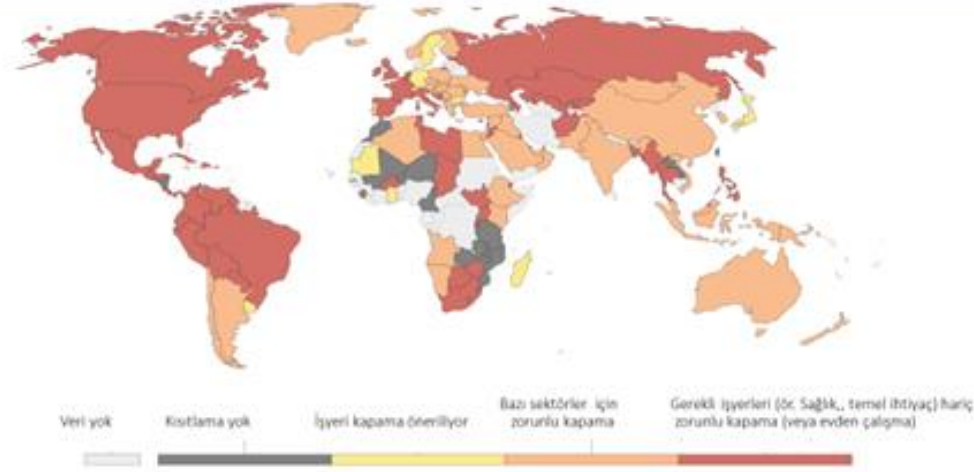 Veri yok
Kısıtlama yok
İşyeri kapama öneriliyor
Bazı sektörler için
zorunlu kapama
Gerekli işyerleri (ör. Sağlık,, temel ihtiyaç) hariç
zorunlu kapama (veya evden çalışma)